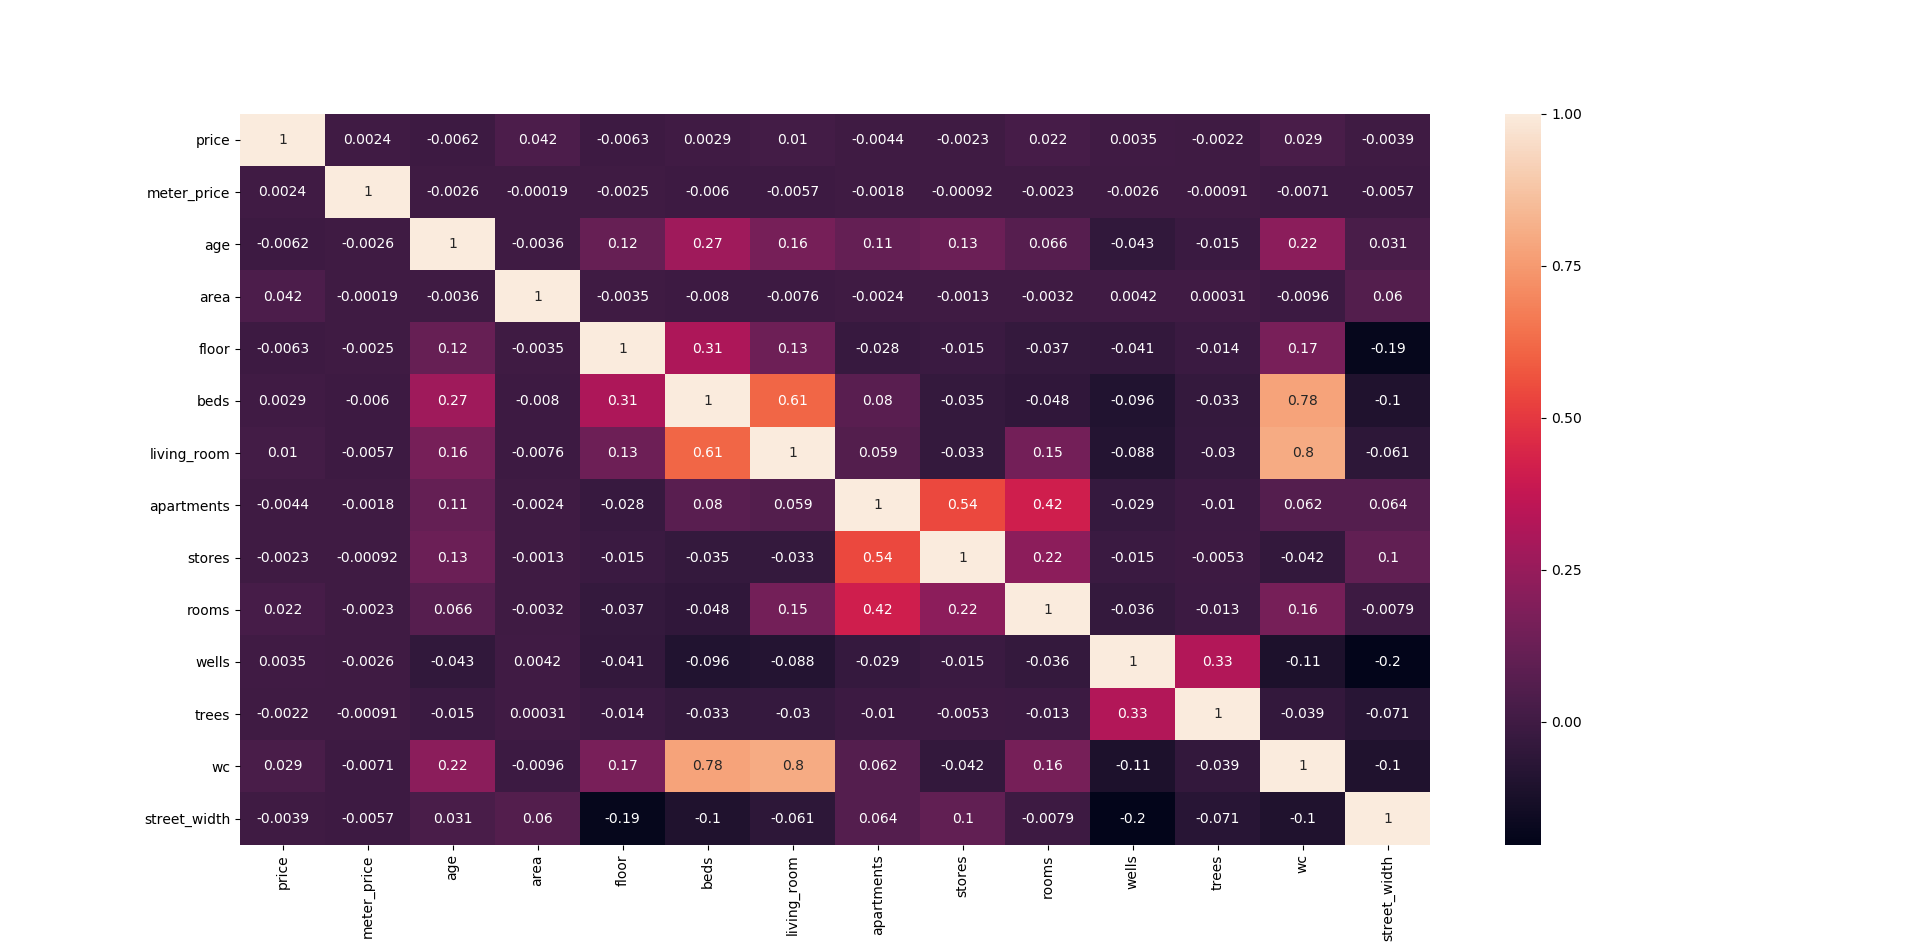 price 1 0.0024 -0.0062 0.042 -0.0063 0.0029 0.01 -0.0044 -0.0023 0.022 0.0035 -0.0022 0.029 -0.0039
meter_price 0.0024 1 -0.0026 -0.00019 -0.0025 -0.006 -0.0057 -0.0018 -0.00092 -0.0023 -0.0026 -0.00091 -0.0071 -0.0057
age -0.0062 -0.0026 1 -0.0036 0.12 0.27 0.16 0.11 0.13 0.066 -0.043 -0.015 0.22 0.031
area 0.042 -0.00019 -0.0036 1 -0.0035 -0.008 -0.0076 -0.0024 -0.0013 -0.0032 0.0042 0.00031 -0.0096 0.06
floor -0.0063 -0.0025 0.12 -0.0035 1 0.31 0.13 -0.028 -0.015 -0.037 -0.041 -0.014 0.17 -0.19
beds 0.0029 -0.006 0.27 -0.008 0.31 1 0.61 0.08 -0.035 -0.048 -0.096 -0.033 0.78 -0.1
living_room 0.01 -0.0057 0.16 -0.0076 0.13 0.61 1 0.059 -0.033 0.15 -0.088 -0.03 0.8 -0.061
apartments -0.0044 -0.0018 0.11 -0.0024 -0.028 0.08 0.059 1 0.54 0.42 -0.029 -0.01 0.062 0.064
stores -0.0023 -0.00092 0.13 -0.0013 -0.015 -0.035 -0.033 0.54 1 0.22 -0.015 -0.0053 -0.042 0.1
rooms 0.022 -0.0023 0.066 -0.0032 -0.037 -0.048 0.15 0.42 0.22 1 -0.036 -0.013 0.16 -0.0079
wells 0.0035 -0.0026 -0.043 0.0042 -0.041 -0.096 -0.088 -0.029 -0.015 -0.036 1 0.33 -0.11 -0.2
trees -0.0022 -0.00091 -0.015 0.00031 -0.014 -0.033 -0.03 -0.01 -0.0053 -0.013 0.33 1 -0.039 -0.071
wc 0.029 -0.0071 0.22 -0.0096 0.17 0.78 0.8 0.062 -0.042 0.16 -0.11 -0.039 1 -0.1
street_width -0.0039 -0.0057 0.031 0.06 -0.19 -0.1 -0.061 0.064 0.1 -0.0079 -0.2 -0.071 -0.1 1
price meter_price age area floor beds living_room apartments stores rooms wells trees wc street_width
1.00
0.75
0.50
0.25
0.00